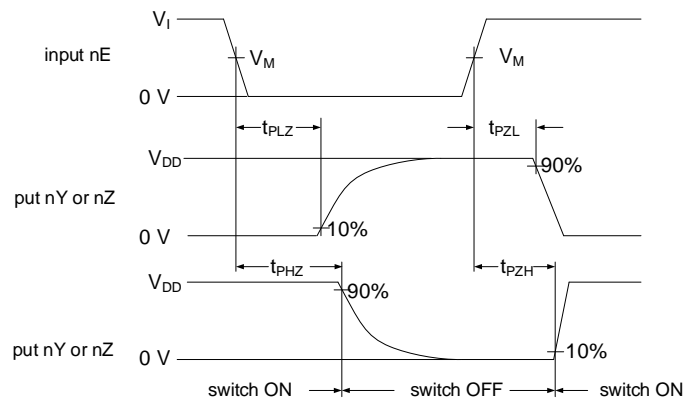 V_I
input nE
V_M
V_M
0 V
t_PLZ
t_PZL
V_DD
90%
put nY or nZ
10%
0 V
t_PHZ
t_PZH
V_DD
90%
put nY or nZ
10%
0 V
switch ON
switch OFF
switch ON